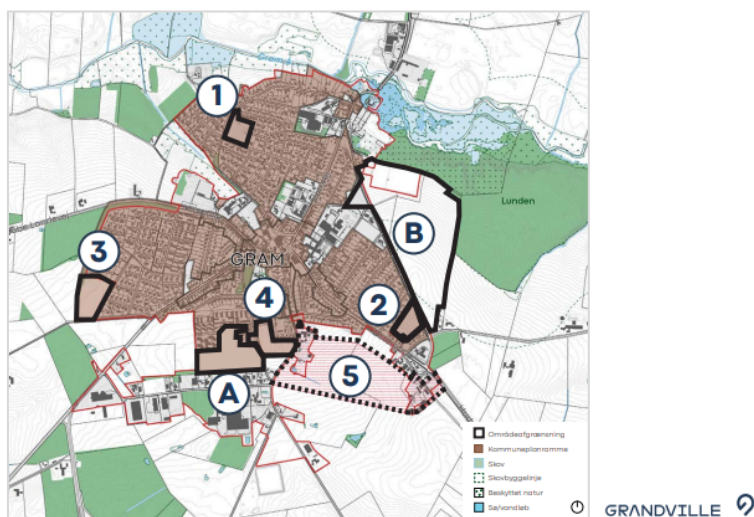 1
Lunden
B
3
GRAM
4
2
5
A
Områdeafgrænsning
Kommuneplanramme
Skov
Skovbyggelinje
Beskyttet natur
Sø/vandløb
GRANDVILLE